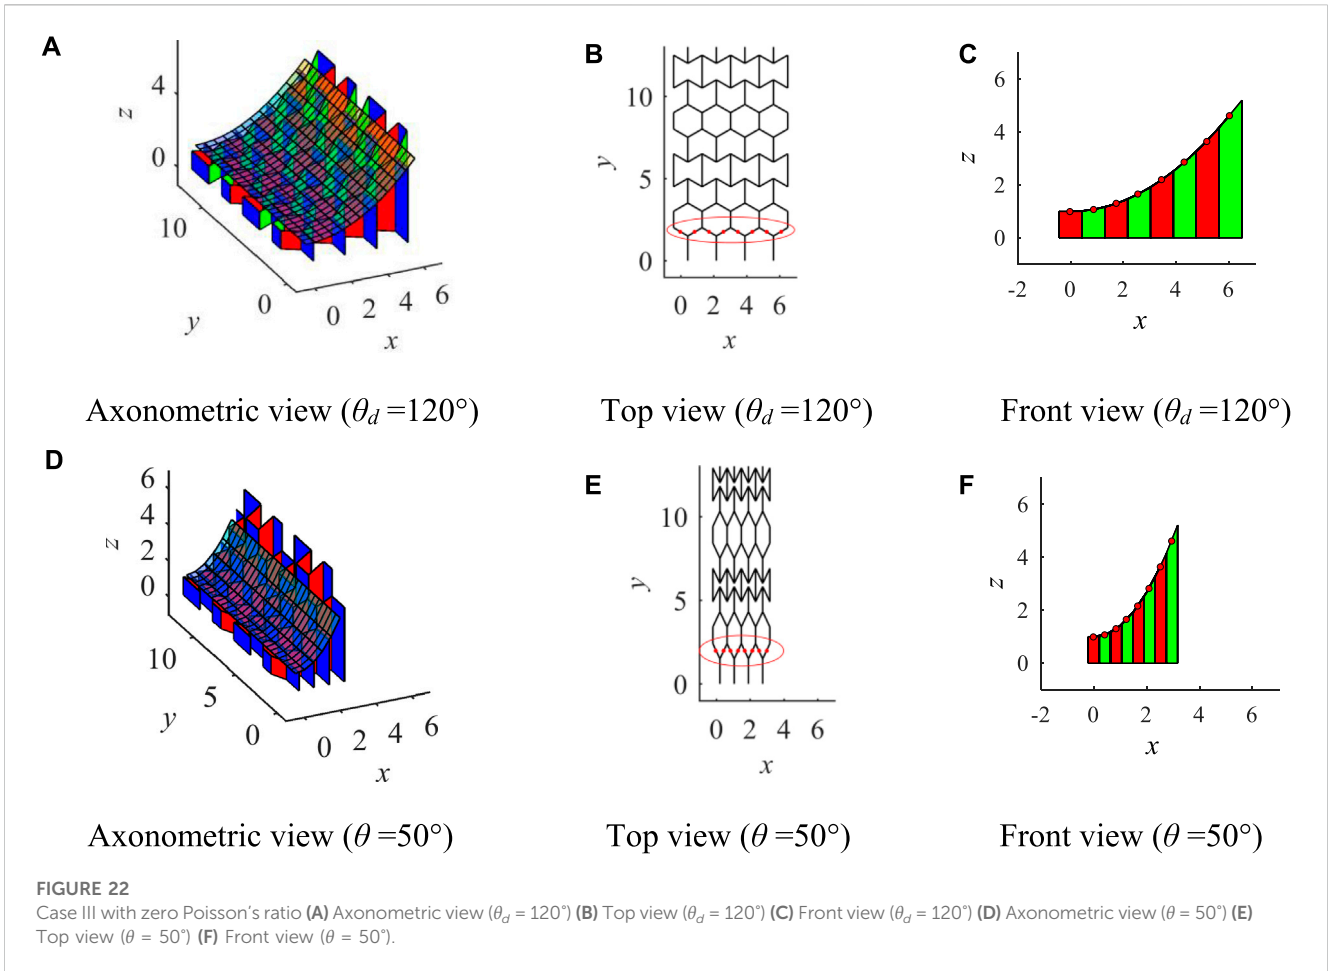 A
B
C
z
4
0
10
0
y
0
2
4
6
x
10
5
0
y
0
2
4
6
x
6
4
2
0
z
-2
0
2
4
6
x
Axonometric view (θd =120°)
Top view (θd =120°)
Front view (θd =120°)
D
E
F
6
4
2
0
z
10
5
0
y
0
2
4
6
x
10
5
0
y
0
2
4
6
x
6
4
2
0
z
-2
0
2
4
6
x
Axonometric view (θ =50°)
Top view (θ =50°)
Front view (θ =50°)
FIGURE 22
Case III with zero Poisson's ratio (A) Axonometric view (θd = 120°) (B) Top view (θd = 120°) (C) Front view (θd = 120°) (D) Axonometric view (θ = 50°) (E)
Top view (θ = 50°) (F) Front view (θ = 50°).